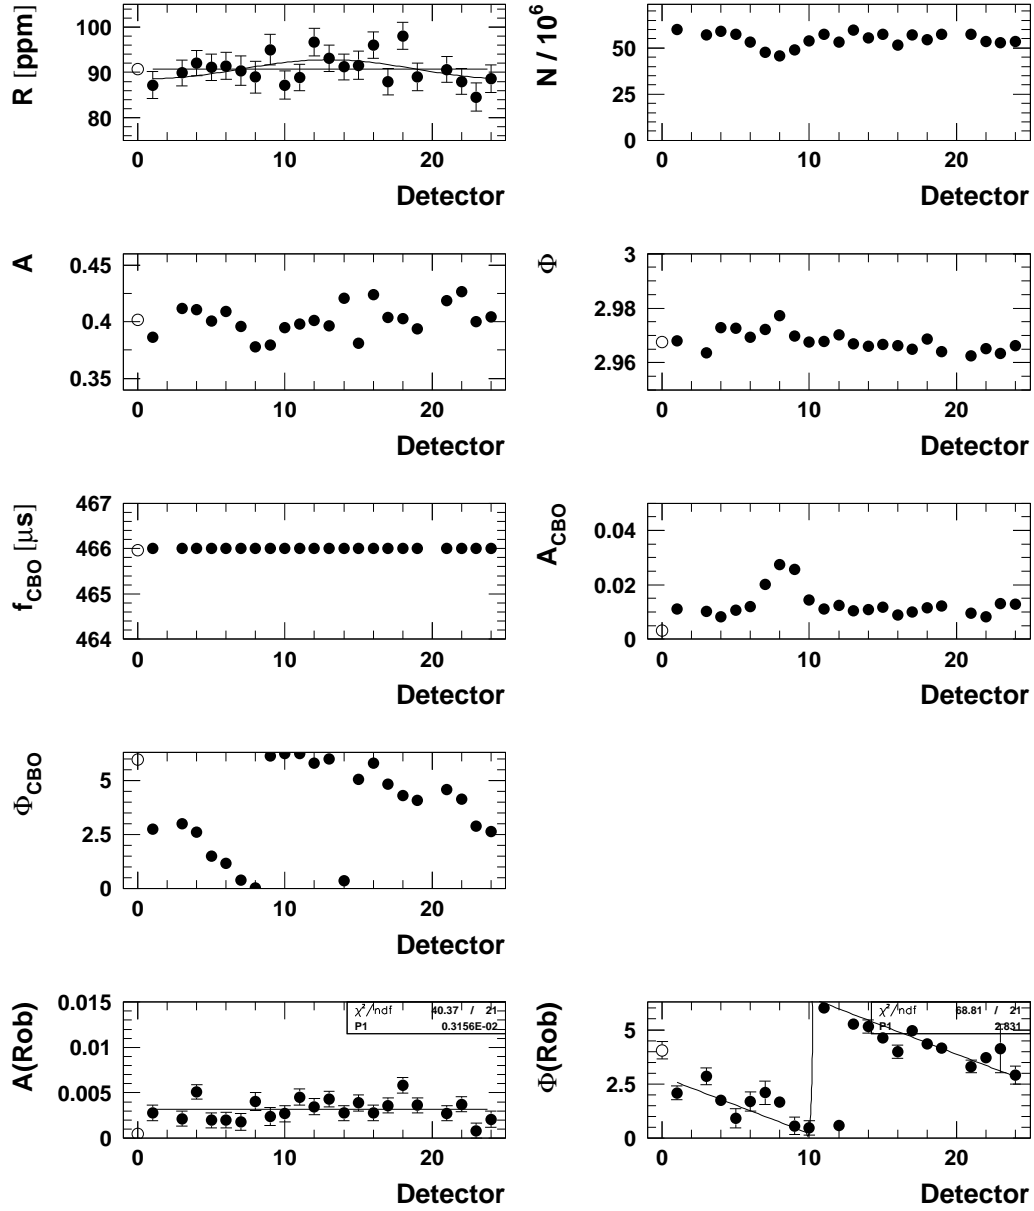 R [ppm]
100
90
80
0 10 20
Detector
N / 10^6
50
25
0
0 10 20
Detector
A
0.45
0.4
0.35
0 10 20
Detector
Φ
3
2.98
2.96
0 10 20
Detector
f_CBO [μs]
467
466
465
464
0 10 20
Detector
A_CBO
0.04
0.02
0
0 10 20
Detector
Φ_CBO
5
2.5
0
0 10 20
Detector
A(Rob)
0.015
0.01
0.005
0
χ²/ndf 40.37 / 21
P1 0.3156E-02
0 10 20
Detector
Φ(Rob)
5
2.5
0
χ²/ndf 68.81 / 21
P1 2.831
0 10 20
Detector